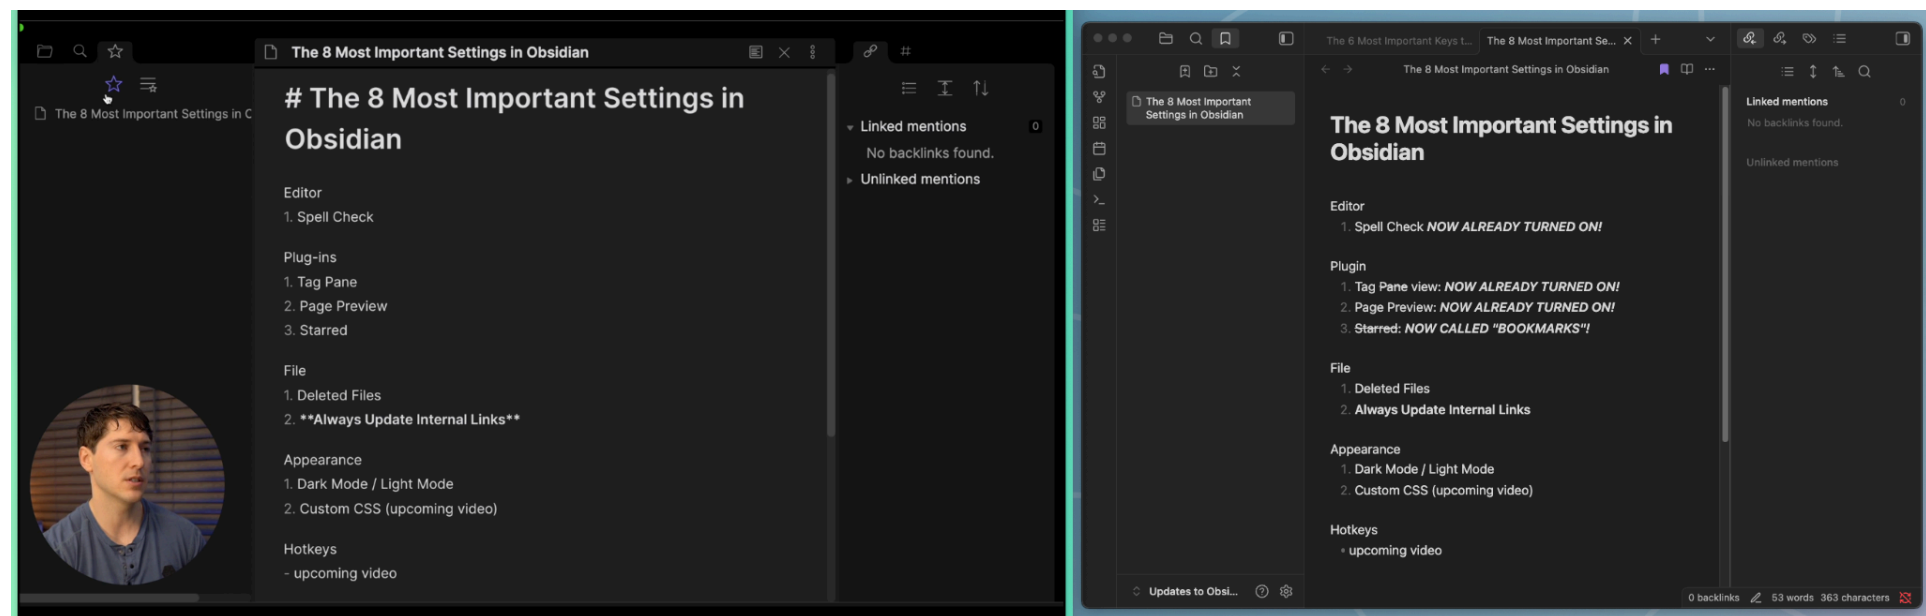 The 8 Most Important Settings in Obsidian
#
The 8 Most Important Settings in O
# The 8 Most Important Settings in
Obsidian
Editor
1. Spell Check
Plug-ins
1. Tag Pane
2. Page Preview
3. Starred
File
1. Deleted Files
2. **Always Update Internal Links**
Appearance
1. Dark Mode / Light Mode
2. Custom CSS (upcoming video)
Hotkeys
- upcoming video
Linked mentions 0
No backlinks found.
Unlinked mentions
The 6 Most Important Keys t...
The 8 Most Important Se...
The 8 Most Important Settings in Obsidian
The 8 Most Important
Settings in Obsidian
The 8 Most Important Settings in
Obsidian
Editor
1. Spell Check NOW ALREADY TURNED ON!
Plugin
1. Tag Pane view: NOW ALREADY TURNED ON!
2. Page Preview: NOW ALREADY TURNED ON!
3. Starred: NOW CALLED "BOOKMARKS"!
File
1. Deleted Files
2. Always Update Internal Links
Appearance
1. Dark Mode / Light Mode
2. Custom CSS (upcoming video)
Hotkeys
• upcoming video
Linked mentions 0
No backlinks found.
Unlinked mentions
Updates to Obsi...
0 backlinks 53 words 363 characters